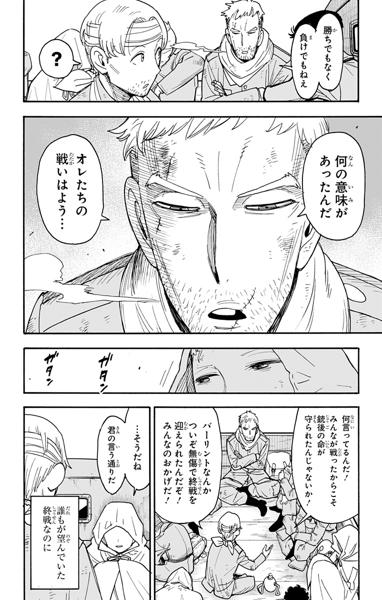 勝ちでもなく
負けでもねえ
？
何の意味が
あったんだ
オレたちの
戦いはよう…
ガタン
ガタン
何言ってるんだ！
みんなが戦ったからこそ
銃後の命が
守られたんじゃないか！
バーリントなんか
ついぞ無傷で終戦を
迎えられたんだぞ！
みんなのおかげだ！
…そうだね
君の言う通りだ
誰もが望んでいた
終戦なのに